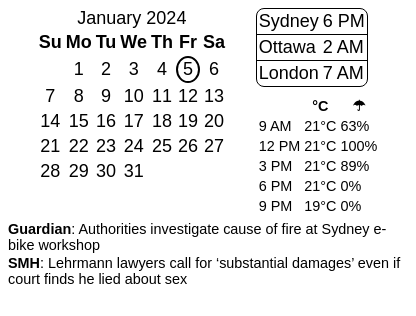 January 2024
Su Mo Tu We Th Fr Sa
1 2 3 4 5 6
7 8 9 10 11 12 13
14 15 16 17 18 19 20
21 22 23 24 25 26 27
28 29 30 31
Sydney 6 PM
Ottawa 2 AM
London 7 AM
°C ☂
9 AM 21°C 63%
12 PM 21°C 100%
3 PM 21°C 89%
6 PM 21°C 0%
9 PM 19°C 0%
Guardian: Authorities investigate cause of fire at Sydney e-
bike workshop
SMH: Lehrmann lawyers call for ‘substantial damages’ even if
court finds he lied about sex